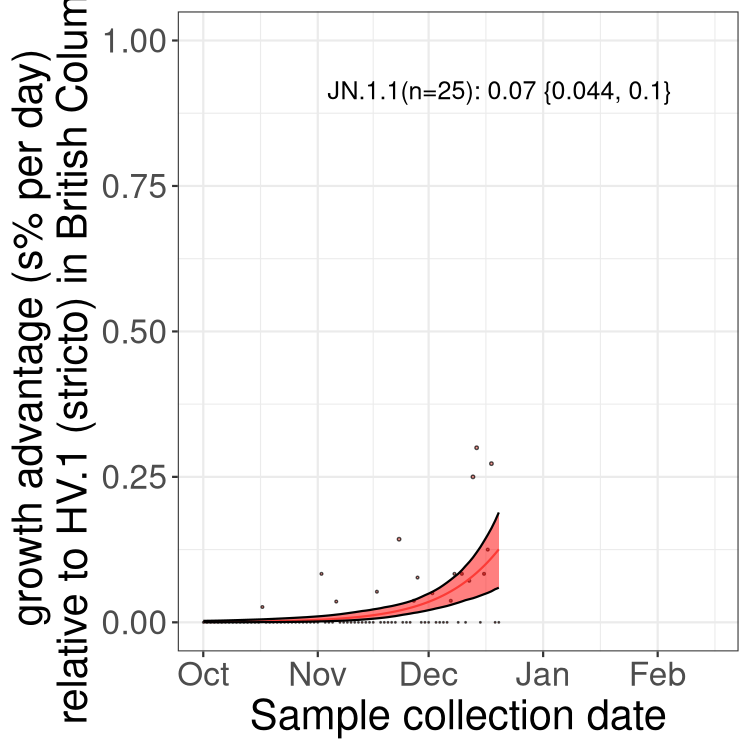 growth advantage (s% per day)
relative to HV.1 (stricto) in British Colum
1.00
0.75
0.50
0.25
0.00
JN.1.1(n=25): 0.07 {0.044, 0.1}
Oct Nov Dec Jan Feb
Sample collection date